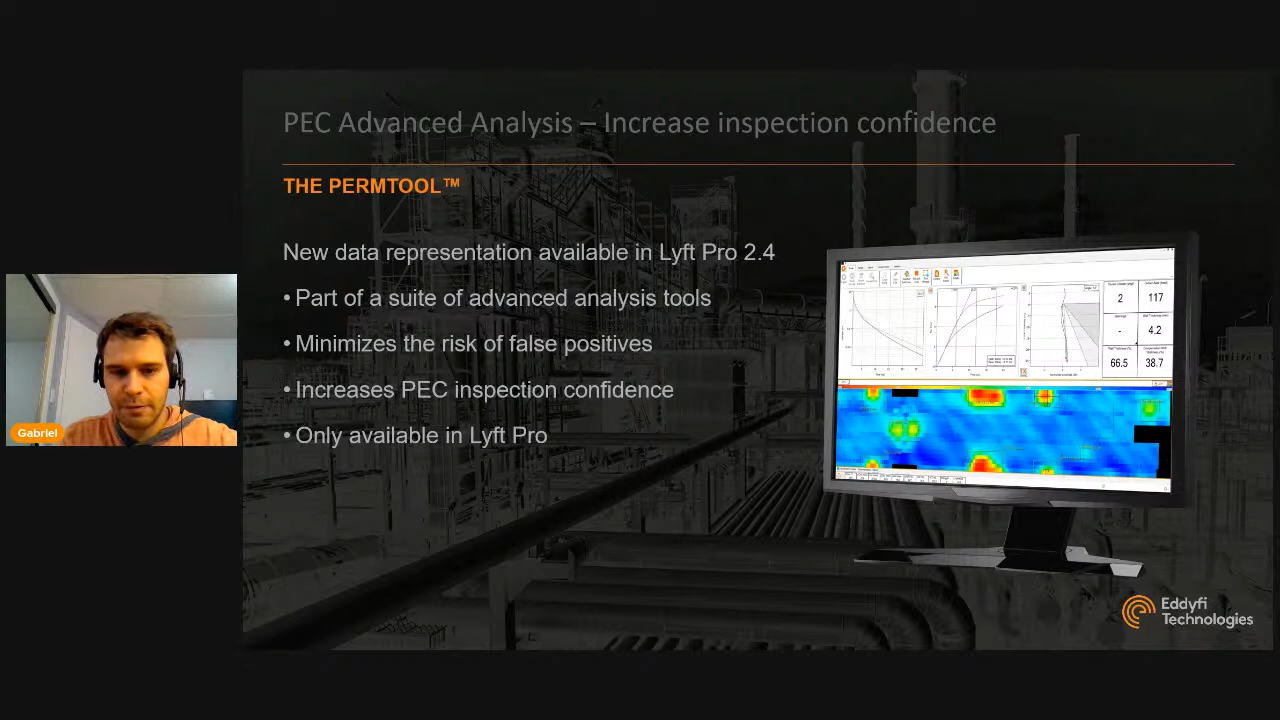 PEC Advanced Analysis – Increase inspection confidence
THE PERMTOOL™
New data representation available in Lyft Pro 2.4
• Part of a suite of advanced analysis tools
• Minimizes the risk of false positives
• Increases PEC inspection confidence
• Only available in Lyft Pro
Gabriel
2
117
-
4.2
66.5
38.7
Eddyfi
Technologies